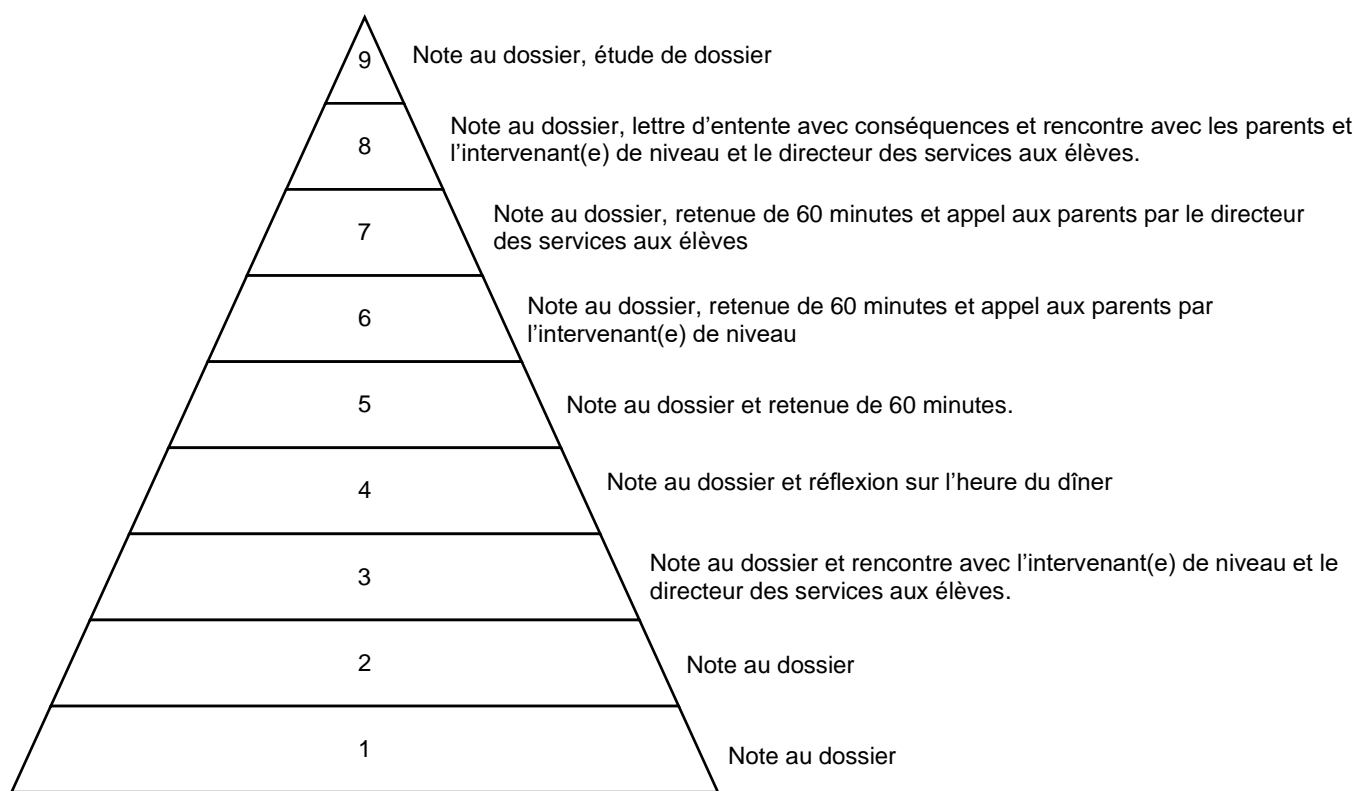 9
Note au dossier, étude de dossier
8
Note au dossier, lettre d’entente avec conséquences et rencontre avec les parents et
l’intervenant(e) de niveau et le directeur des services aux élèves.
7
Note au dossier, retenue de 60 minutes et appel aux parents par le directeur
des services aux élèves
6
Note au dossier, retenue de 60 minutes et appel aux parents par
l’intervenant(e) de niveau
5
Note au dossier et retenue de 60 minutes.
4
Note au dossier et réflexion sur l’heure du dîner
3
Note au dossier et rencontre avec l’intervenant(e) de niveau et le
directeur des services aux élèves.
2
Note au dossier
1
Note au dossier